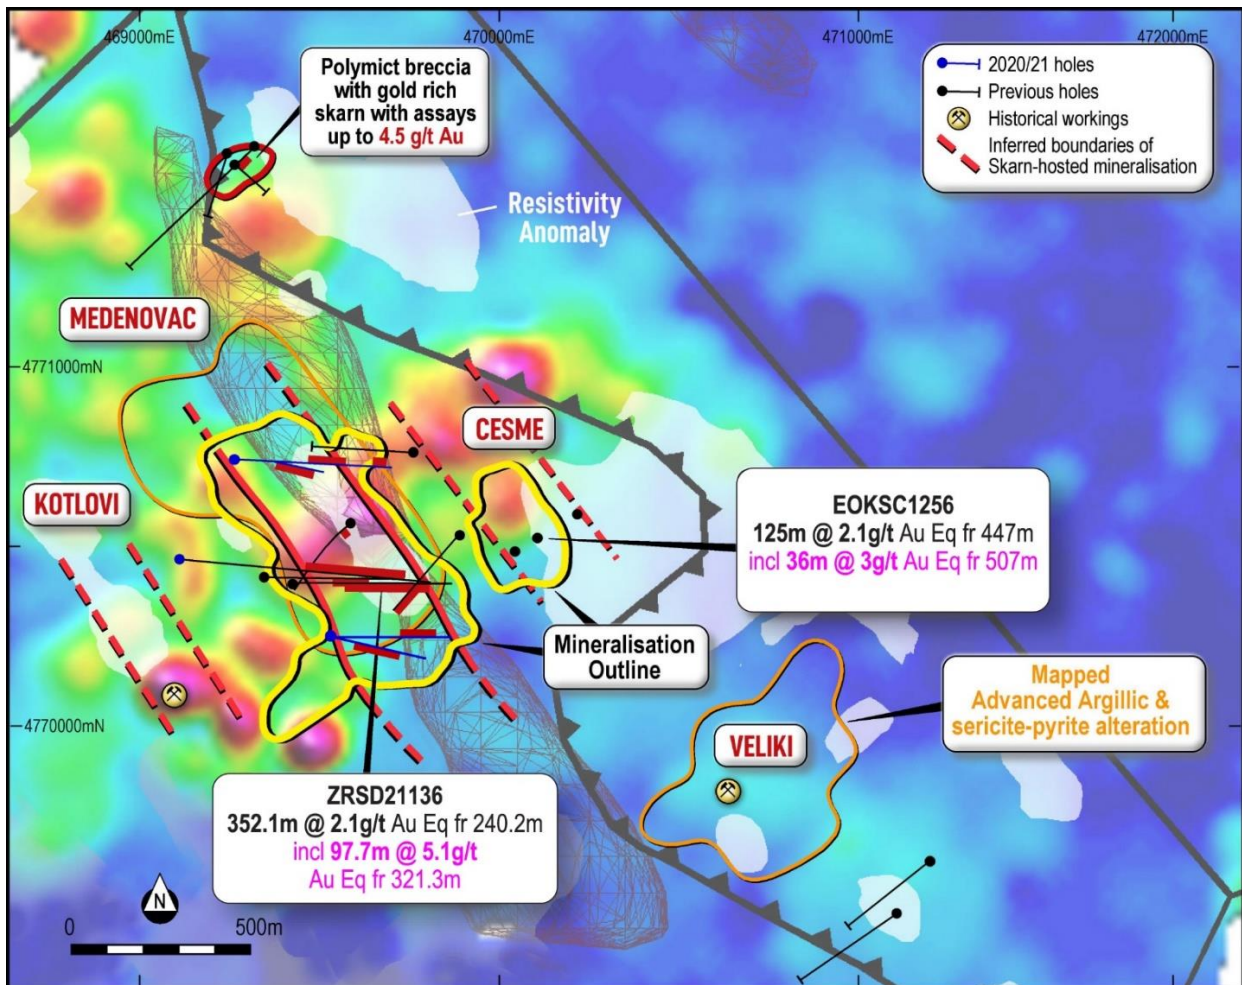 469000mE
470000mE
471000mE
472000mE
Polymict breccia
with gold rich
skarn with assays
up to 4.5 g/t Au
2020/21 holes
Previous holes
Historical workings
Inferred boundaries of
Skarn-hosted mineralisation
Resistivity
Anomaly
MEDENOVAC
4771000mN
CESME
KOTLOVI
EOKSC1256
125m @ 2.1g/t Au Eq fr 447m
incl 36m @ 3g/t Au Eq fr 507m
Mineralisation
Outline
Mapped
Advanced Argillic &
sericite-pyrite alteration
4770000mN
VELIKI
ZRSD21136
352.1m @ 2.1g/t Au Eq fr 240.2m
incl 97.7m @ 5.1g/t
Au Eq fr 321.3m
N
0 500m